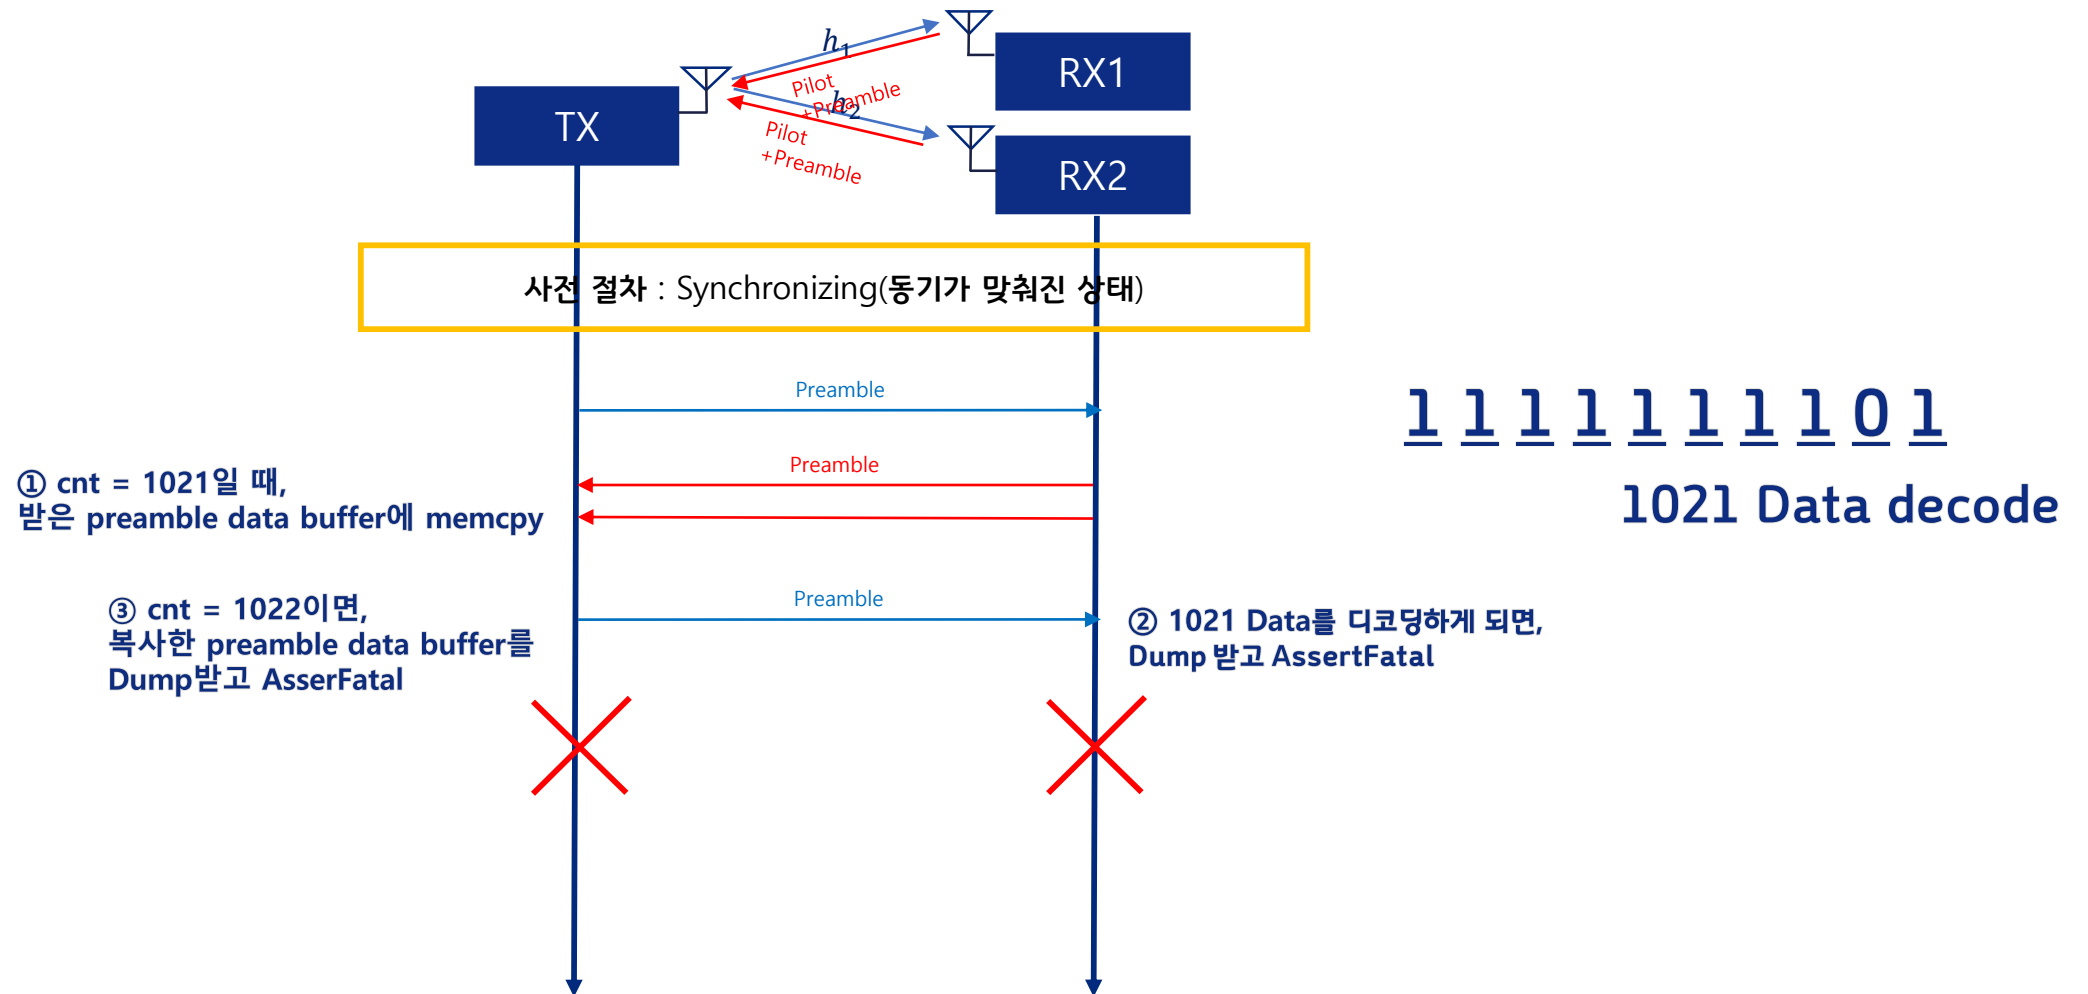 h₁
RX1
Pilot
+Preamble
TX
h₂
Pilot
+Preamble
RX2
사전 절차 : Synchronizing(동기가 맞춰진 상태)
Preamble
1 1 1 1 1 1 1 1 0 1
Preamble
① cnt = 1021일 때,
받은 preamble data buffer에 memcpy
1021 Data decode
Preamble
③ cnt = 1022이면,
복사한 preamble data buffer를
Dump받고 AsserFatal
② 1021 Data를 디코딩하게 되면,
Dump 받고 AssertFatal